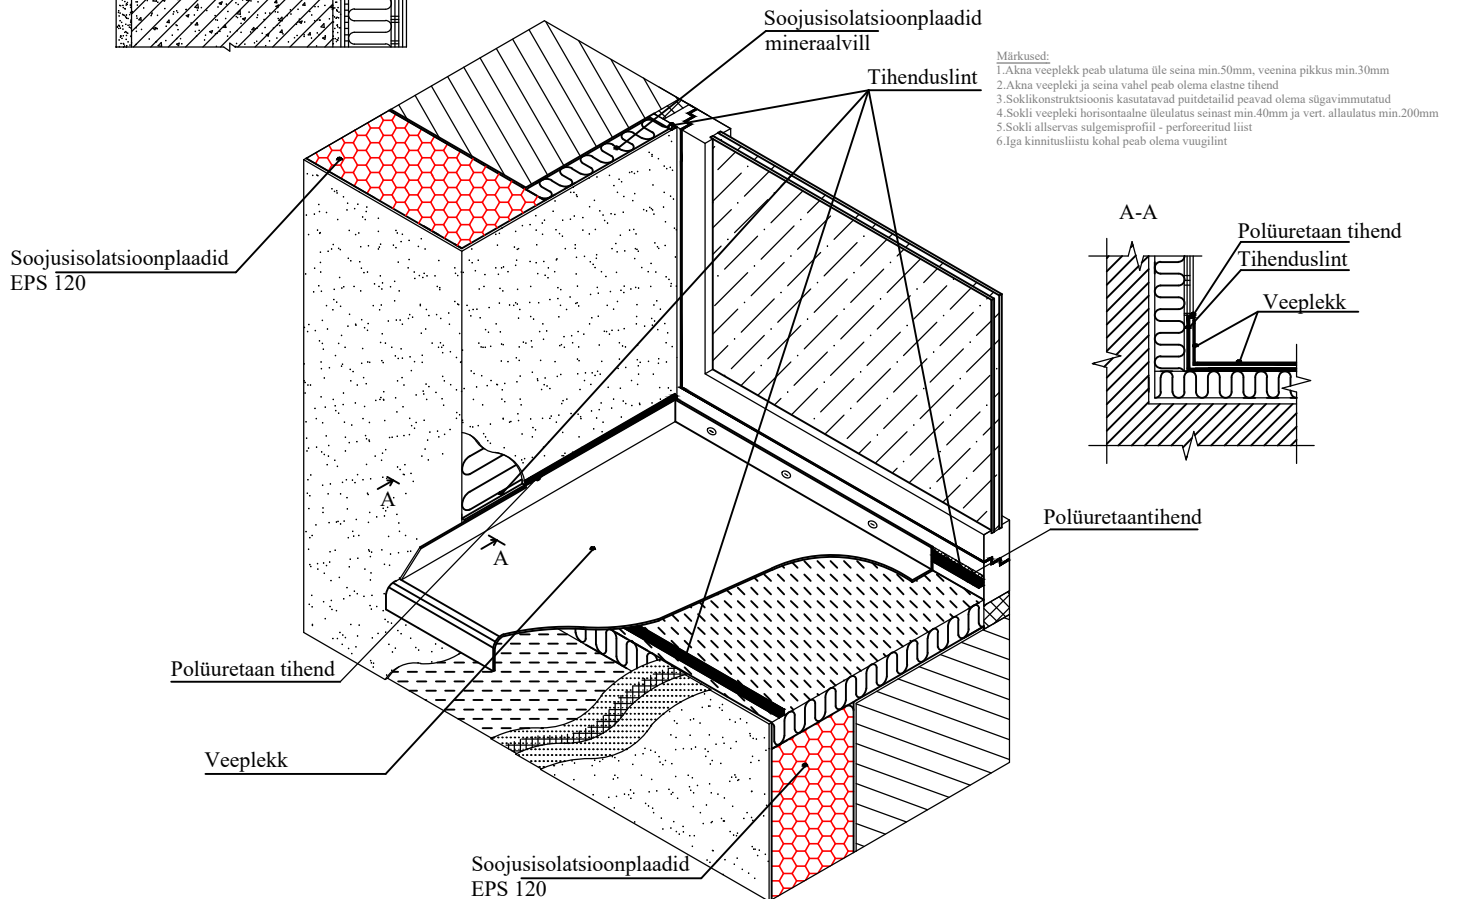 Soojusisolatsioonplaadid
mineraalvill
Tihenduslint
Märkused:
1.Akna veeplekk peab ulatuma üle seina min.50mm, veenina pikkus min.30mm
2.Akna veepleki ja seina vahel peab olema elastne tihend
3.Soklikonstruktsioonis kasutatavad puitdetailid peavad olema sügavimmutatud
4.Sokli veepleki horisontaalne üleulatus seinast min.40mm ja vert. allaulatus min.200mm
5.Sokli allservas sulgemisprofiil - perforeeritud liist
6.Iga kinnitusliistu kohal peab olema vuugilint
A-A
Polüuretaan tihend
Tihenduslint
Veeplekk
Soojusisolatsioonplaadid
EPS 120
A
A
Polüuretaantihend
Polüuretaan tihend
Veeplekk
Soojusisolatsioonplaadid
EPS 120